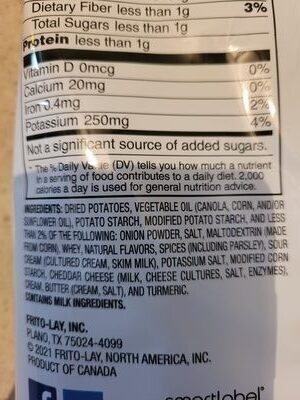 Dietary Fiber less than 1g 3%
Total Sugars less than 1g
Protein less than 1g
Vitamin D 0mcg 0%
Calcium 20mg 0%
Iron 0.4mg 2%
Potassium 250mg 4%
Not a significant source of added sugars.
* The % Daily Value (DV) tells you how much a nutrient
in a serving of food contributes to a daily diet. 2,000
calories a day is used for general nutrition advice.
INGREDIENTS: DRIED POTATOES, VEGETABLE OIL (CANOLA, CORN, AND/OR
SUNFLOWER OIL), POTATO STARCH, MODIFIED POTATO STARCH, AND LESS
THAN 2% OF THE FOLLOWING: ONION POWDER, SALT, MALTODEXTRIN (MADE
FROM CORN), WHEY, NATURAL FLAVORS, SPICES (INCLUDING PARSLEY), SOUR
CREAM (CULTURED CREAM, SKIM MILK), POTASSIUM SALT, MODIFIED CORN
STARCH, CHEDDAR CHEESE (MILK, CHEESE CULTURES, SALT, ENZYMES),
CREAM, BUTTER (CREAM, SALT), AND TURMERIC.
CONTAINS MILK INGREDIENTS.
FRITO-LAY, INC.
PLANO, TX 75024-4099
© 2021 FRITO-LAY, NORTH AMERICA, INC.
PRODUCT OF CANADA
smartlabel